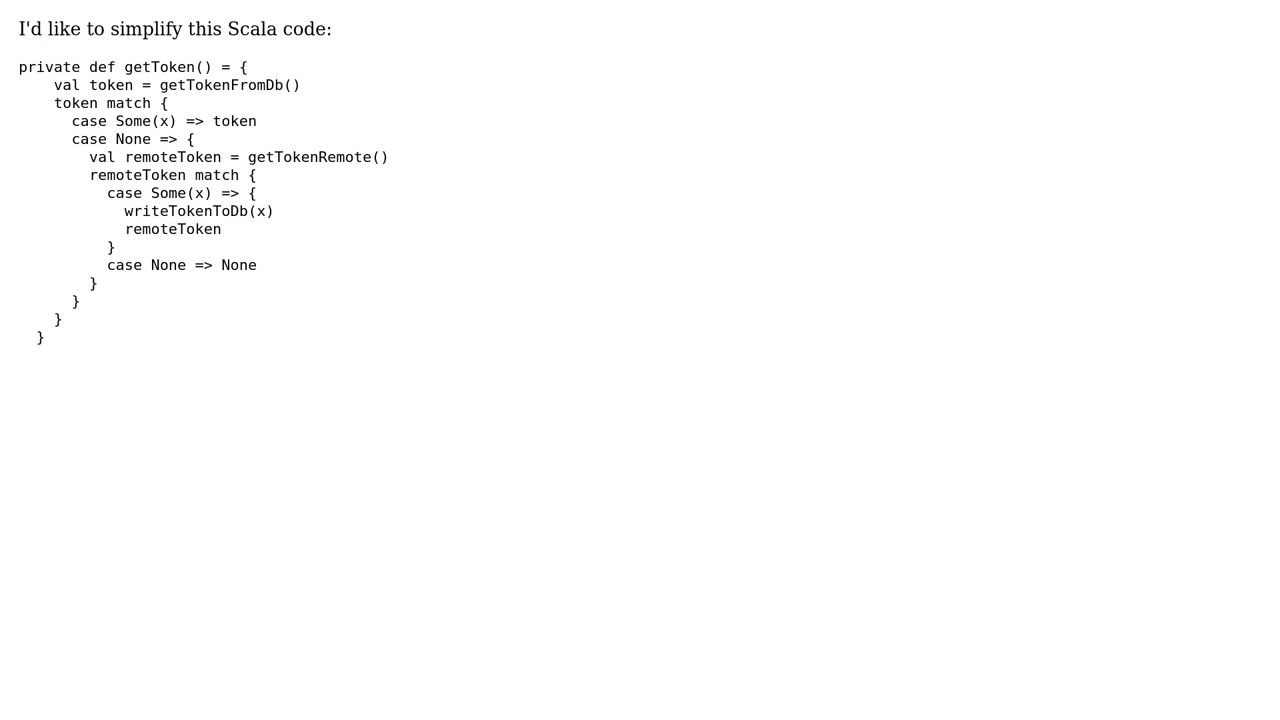 I'd like to simplify this Scala code:
private def getToken() = {
    val token = getTokenFromDb()
    token match {
      case Some(x) => token
      case None => {
        val remoteToken = getTokenRemote()
        remoteToken match {
          case Some(x) => {
            writeTokenToDb(x)
            remoteToken
          }
          case None => None
        }
      }
    }
  }